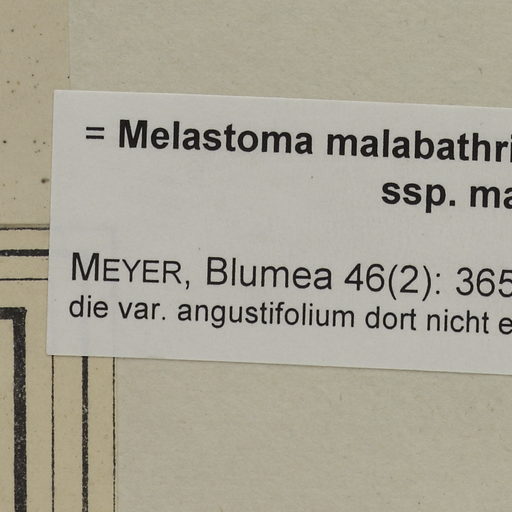 = Melastoma malabathri
ssp. ma
MEYER, Blumea 46(2): 365
die var. angustifolium dort nicht e